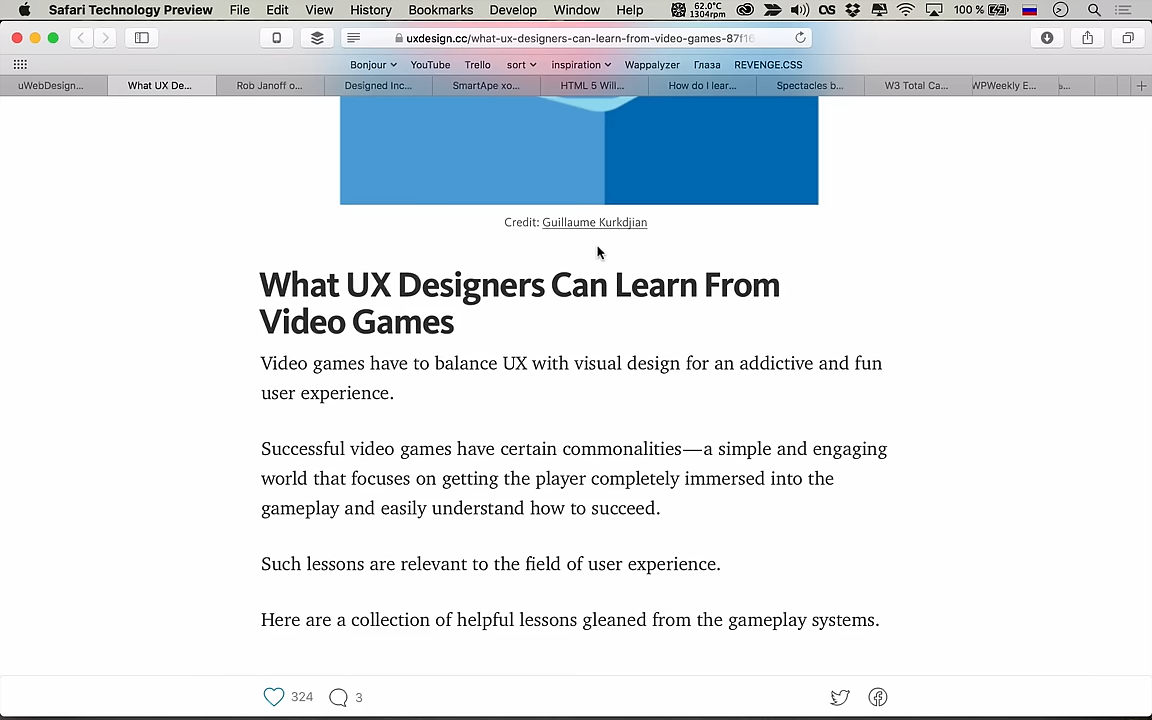 Safari Technology Preview File Edit View History Bookmarks Develop Window Help 62.0°C 1304rpm 100 %
uxdesign.cc/what-ux-designers-can-learn-from-video-games-87f16
Bonjour YouTube Trello sort inspiration Wappalyzer Глаза REVENGE.CSS
uWebDesign... What UX De... Rob Janoff o... Designed Inc... SmartApe хо... HTML 5 Will... How do I lear... Spectacles b... W3 Total Ca... WPWeekly E...
Credit: Guillaume Kurkdjian
What UX Designers Can Learn From
Video Games
Video games have to balance UX with visual design for an addictive and fun
user experience.
Successful video games have certain commonalities—a simple and engaging
world that focuses on getting the player completely immersed into the
gameplay and easily understand how to succeed.
Such lessons are relevant to the field of user experience.
Here are a collection of helpful lessons gleaned from the gameplay systems.
324 3